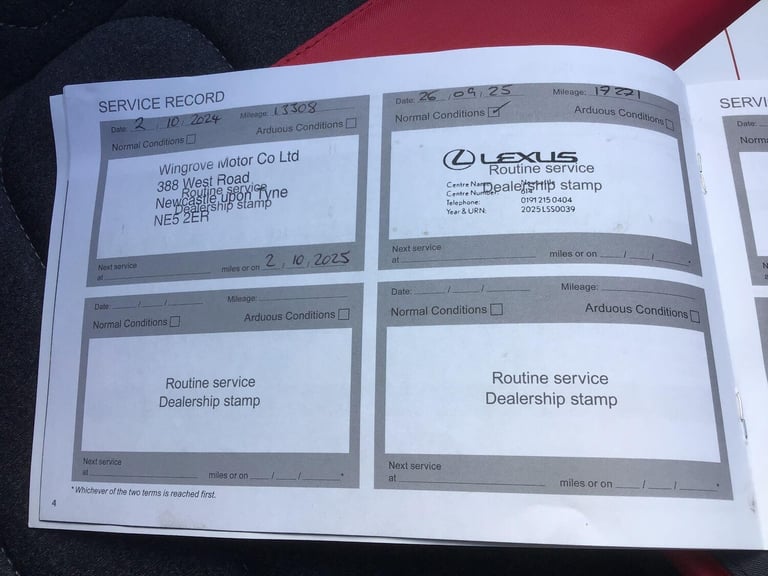 SERVICE RECORD
Date: 2 . 10 . 2024 Mileage: 13308
Normal Conditions Arduous Conditions
Wingrove Motor Co Ltd
388 West Road
Routine service
Newcastle upon Tyne
Dealership stamp
NE5 2ER
Next service
at miles or on 2 . 10 . 2025
Date: 26 . 09 . 25 Mileage: 19221
Normal Conditions ✓ Arduous Conditions
LEXUS
Routine service
Centre Name:
Dealership stamp
Centre Number:
Telephone: 0191 215 0404
Year & URN: 2025LSS0039
Next service
at miles or on / / *
Date: / / Mileage:
Normal Conditions Arduous Conditions
Routine service
Dealership stamp
Next service
at miles or on / / *
* Whichever of the two terms is reached first.
4
Date: / / Mileage:
Normal Conditions Arduous Conditions
Routine service
Dealership stamp
Next service
at miles or on / / *
SERVI
Date:
Norm